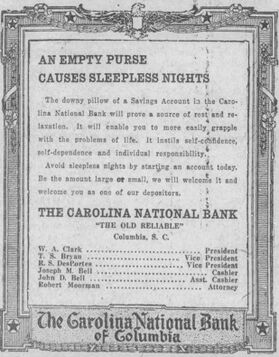 AN EMPTY PURSE
CAUSES SLEEPLESS NIGHTS
The downy pillow of a Savings Account in the Caro-
lina National Bank will prove a source of rest and re-
laxation. It will enable you to more easily grapple
with the problems of life. It instils self-confidence,
self-dependence and individual responsibility.
Avoid sleepless nights by starting an account today.
Be the amount large or small, we will welcome it and
welcome you as one of our depositors.
THE CAROLINA NATIONAL BANK
"THE OLD RELIABLE"
Columbia, S. C.
W. A. Clark President
T. S. Bryan Vice President
R. S. DesPortes Vice President
Joseph M. Bell Cashier
John D. Bell Asst. Cashier
Robert Moorman Attorney
The Carolina National Bank
of Columbia